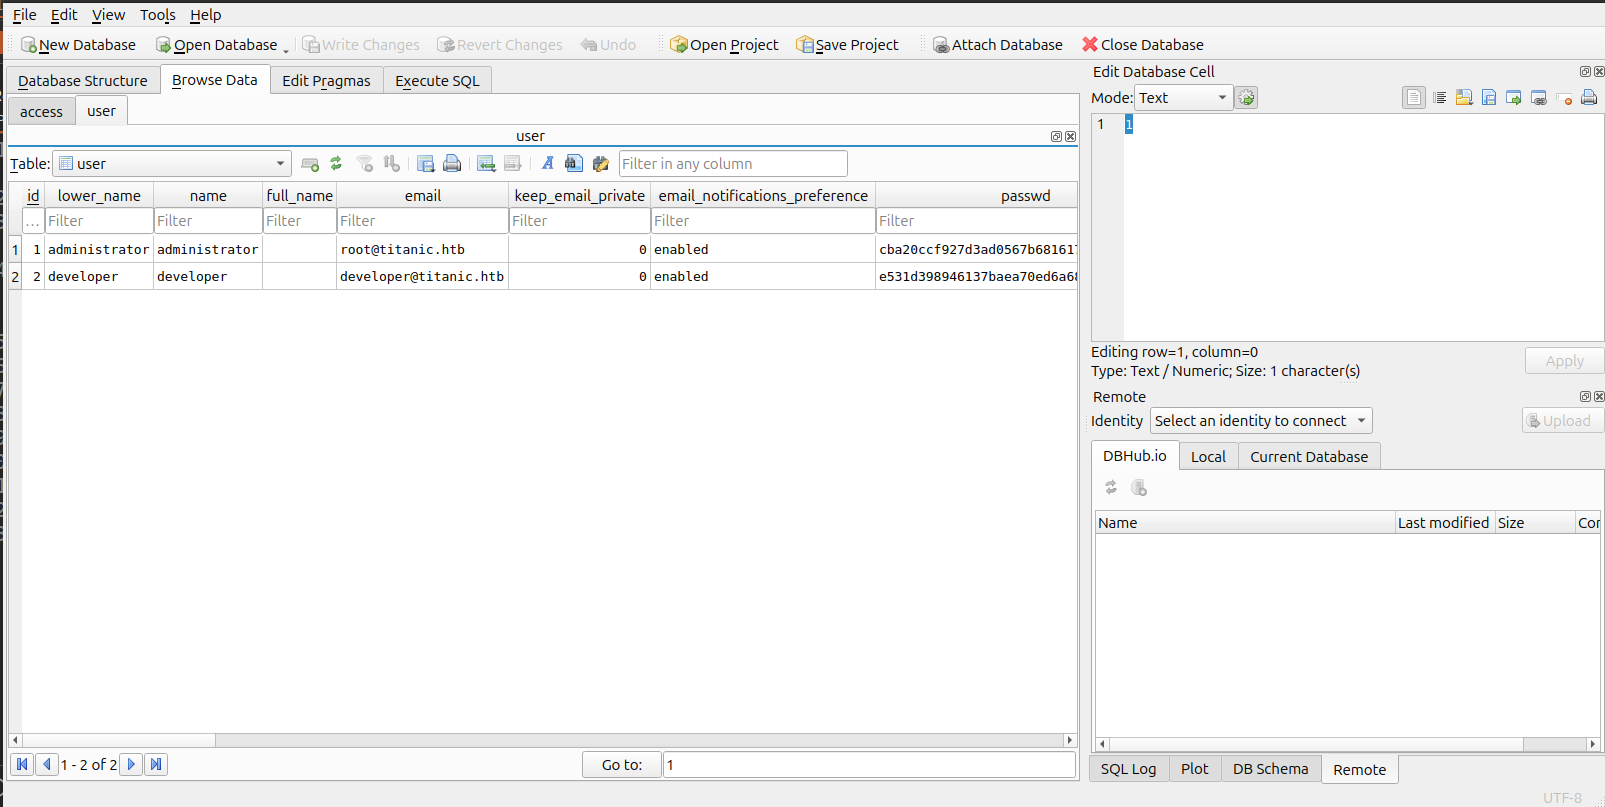 File Edit View Tools Help
New Database Open Database Write Changes Revert Changes Undo Open Project Save Project Attach Database Close Database
Database Structure Browse Data Edit Pragmas Execute SQL
access user
user
Table: user Filter in any column
id lower_name name full_name email keep_email_private email_notifications_preference passwd
... Filter Filter Filter Filter Filter Filter Filter
1 1 administrator administrator root@titanic.htb 0 enabled cba20ccf927d3ad0567b68161
2 2 developer developer developer@titanic.htb 0 enabled e531d398946137baea70ed6a6
1 - 2 of 2 Go to: 1
Edit Database Cell
Mode: Text
1 1
Editing row=1, column=0
Type: Text / Numeric; Size: 1 character(s)
Apply
Remote
Identity Select an identity to connect Upload
DBHub.io Local Current Database
Name Last modified Size Cor
SQL Log Plot DB Schema Remote
UTF-8